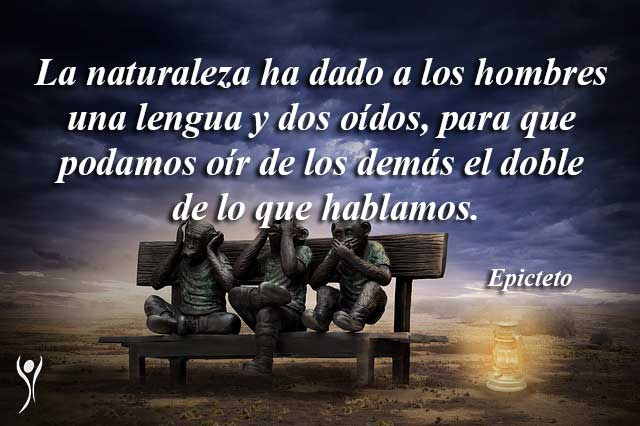 La naturaleza ha dado a los hombres
una lengua y dos oídos, para que
podamos oír de los demás el doble
de lo que hablamos.
Epicteto